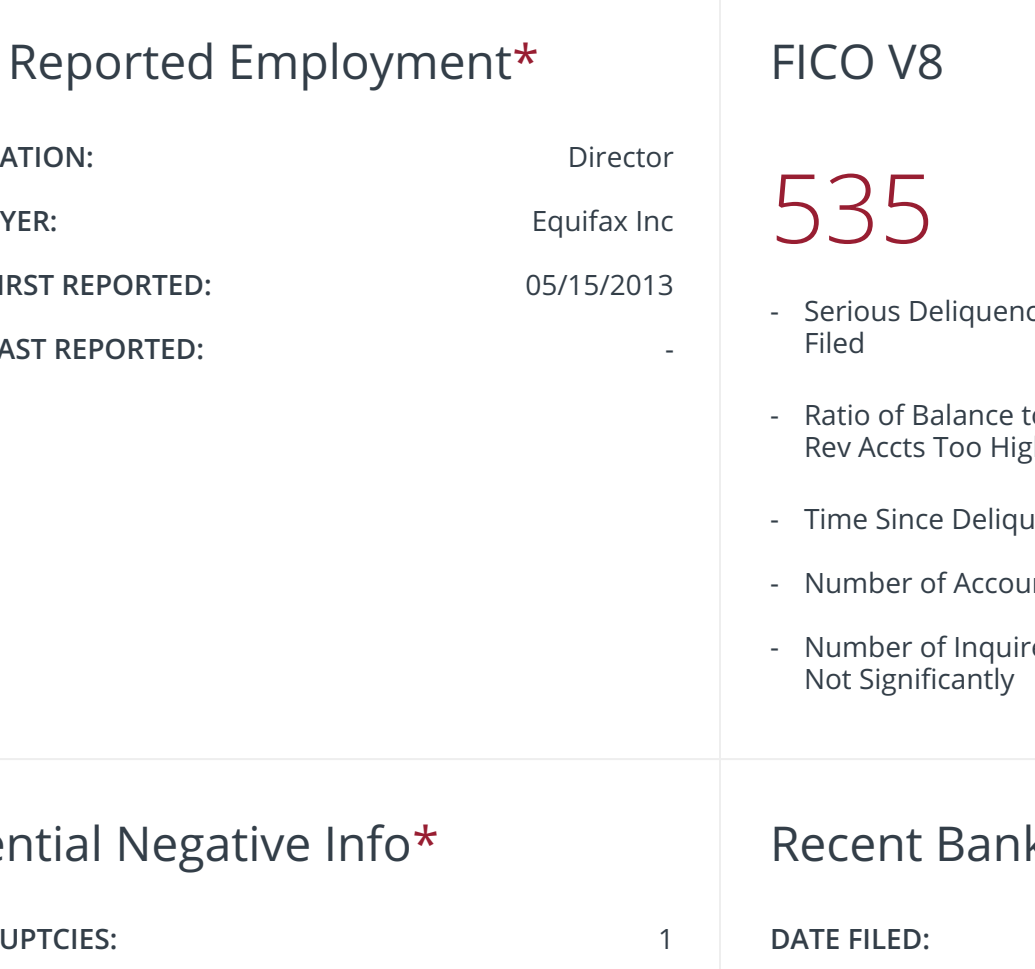 Reported Employment*
ATION: Director
YER: Equifax Inc
IRST REPORTED: 05/15/2013
AST REPORTED: -
FICO V8
535
- Serious Deliquenc
Filed
- Ratio of Balance t
Rev Accts Too Hig
- Time Since Deliqu
- Number of Accou
- Number of Inquire
Not Significantly
ential Negative Info*
UPTCIES: 1
Recent Bank
DATE FILED: